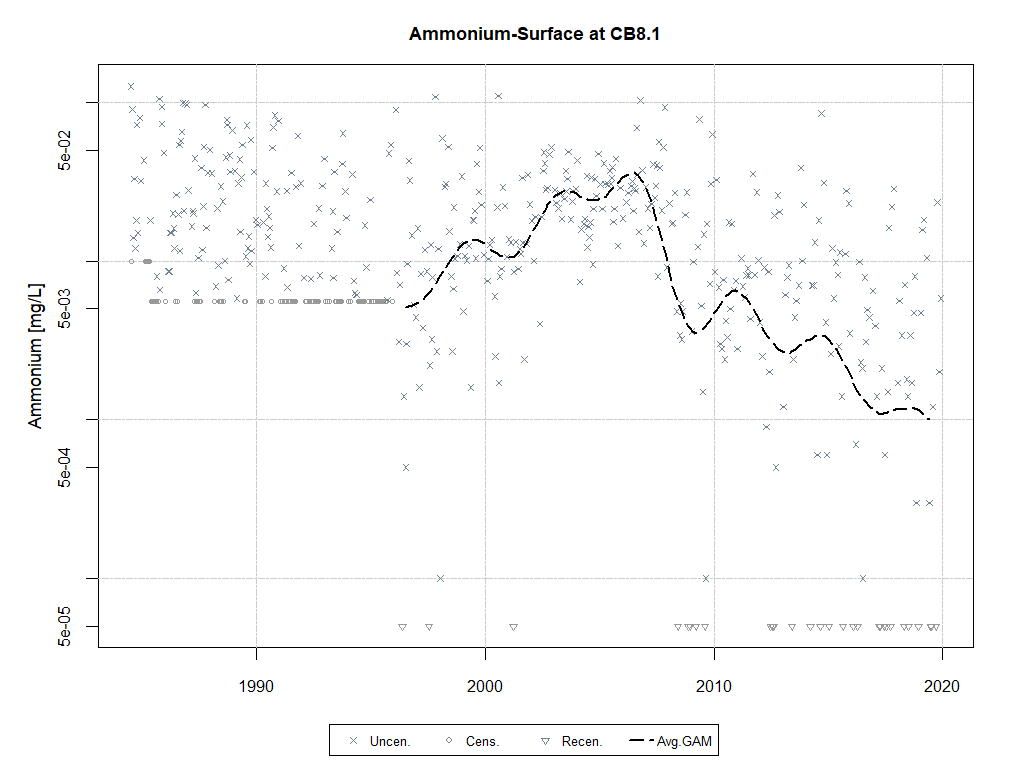 Ammonium-Surface at CB8.1
Ammonium [mg/L]
5e-02
5e-03
5e-04
5e-05
1990 2000 2010 2020
Uncen. Cens. Recen. Avg.GAM